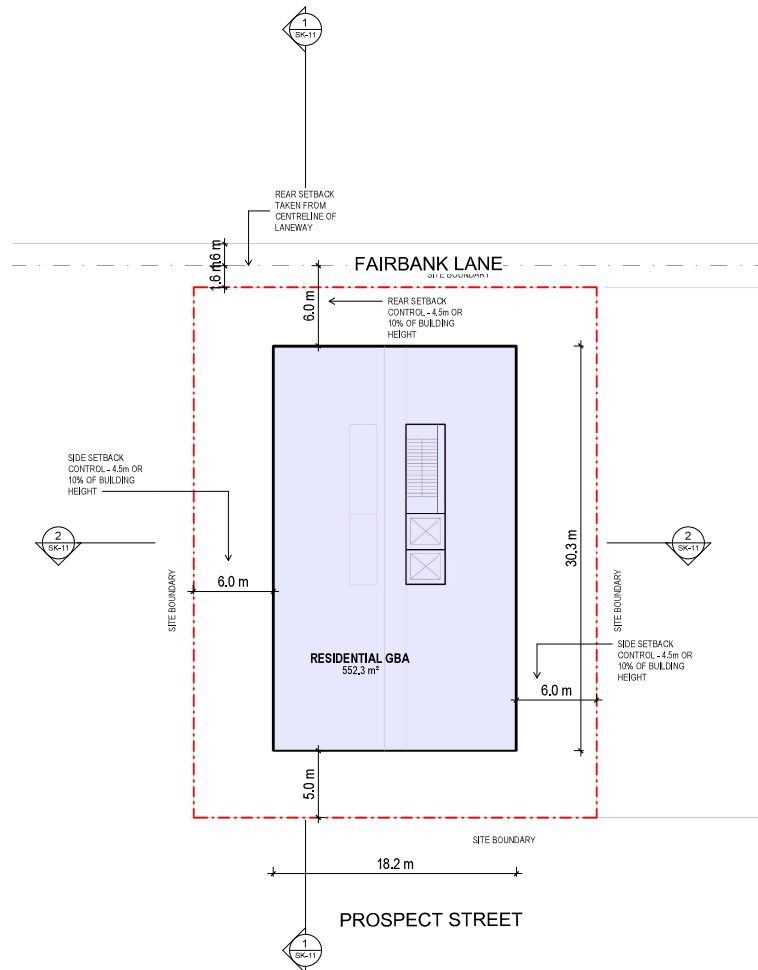 1
SK-11
REAR SETBACK
TAKEN FROM
CENTRELINE OF
LANEWAY
1.6 m
1.6 m
FAIRBANK LANE
SITE BOUNDARY
6.0 m
REAR SETBACK
CONTROL - 4.5m OR
10% OF BUILDING
HEIGHT
SIDE SETBACK
CONTROL - 4.5m OR
10% OF BUILDING
HEIGHT
2
SK-11
2
SK-11
30.3 m
6.0 m
SITE BOUNDARY
SITE BOUNDARY
SIDE SETBACK
CONTROL - 4.5m OR
10% OF BUILDING
HEIGHT
RESIDENTIAL GBA
552.3 m²
6.0 m
5.0 m
SITE BOUNDARY
18.2 m
PROSPECT STREET
1
SK-11